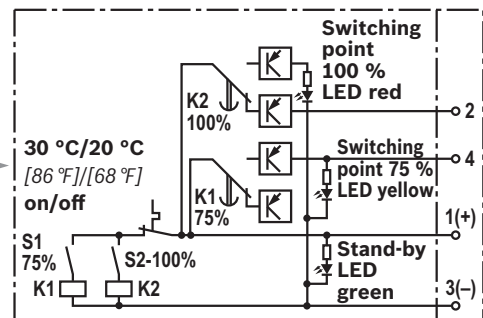 Switching
point
100 %
LED red
K2
100%
2
4
30 °C/20 °C
[86 °F]/[68 °F]
on/off
Switching
point 75 %
LED yellow
K1
75%
1(+)
S1
75%
S2-100%
Stand-by
LED
green
K1
K2
3(–)